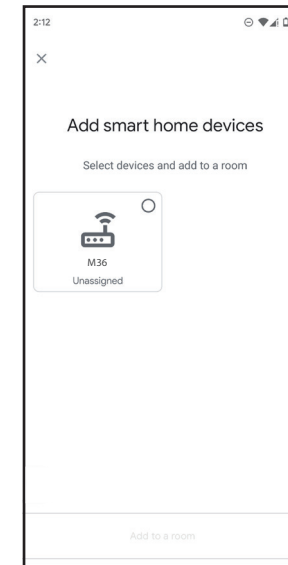 2:12
Add smart home devices
Select devices and add to a room
M36
Unassigned
Add to a room